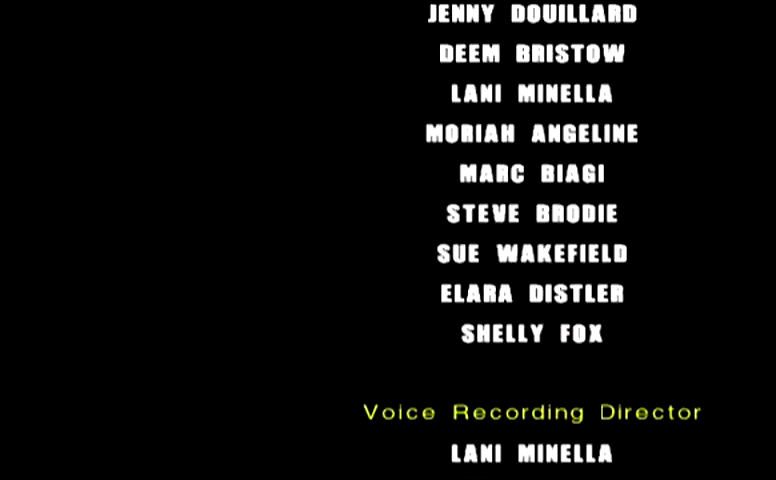 JENNY DOUILLARD
DEEM BRISTOW
LANI MINELLA
MORIAH ANGELINE
MARC BIAGI
STEVE BRODIE
SUE WAKEFIELD
ELARA DISTLER
SHELLY FOX
Voice Recording Director
LANI MINELLA